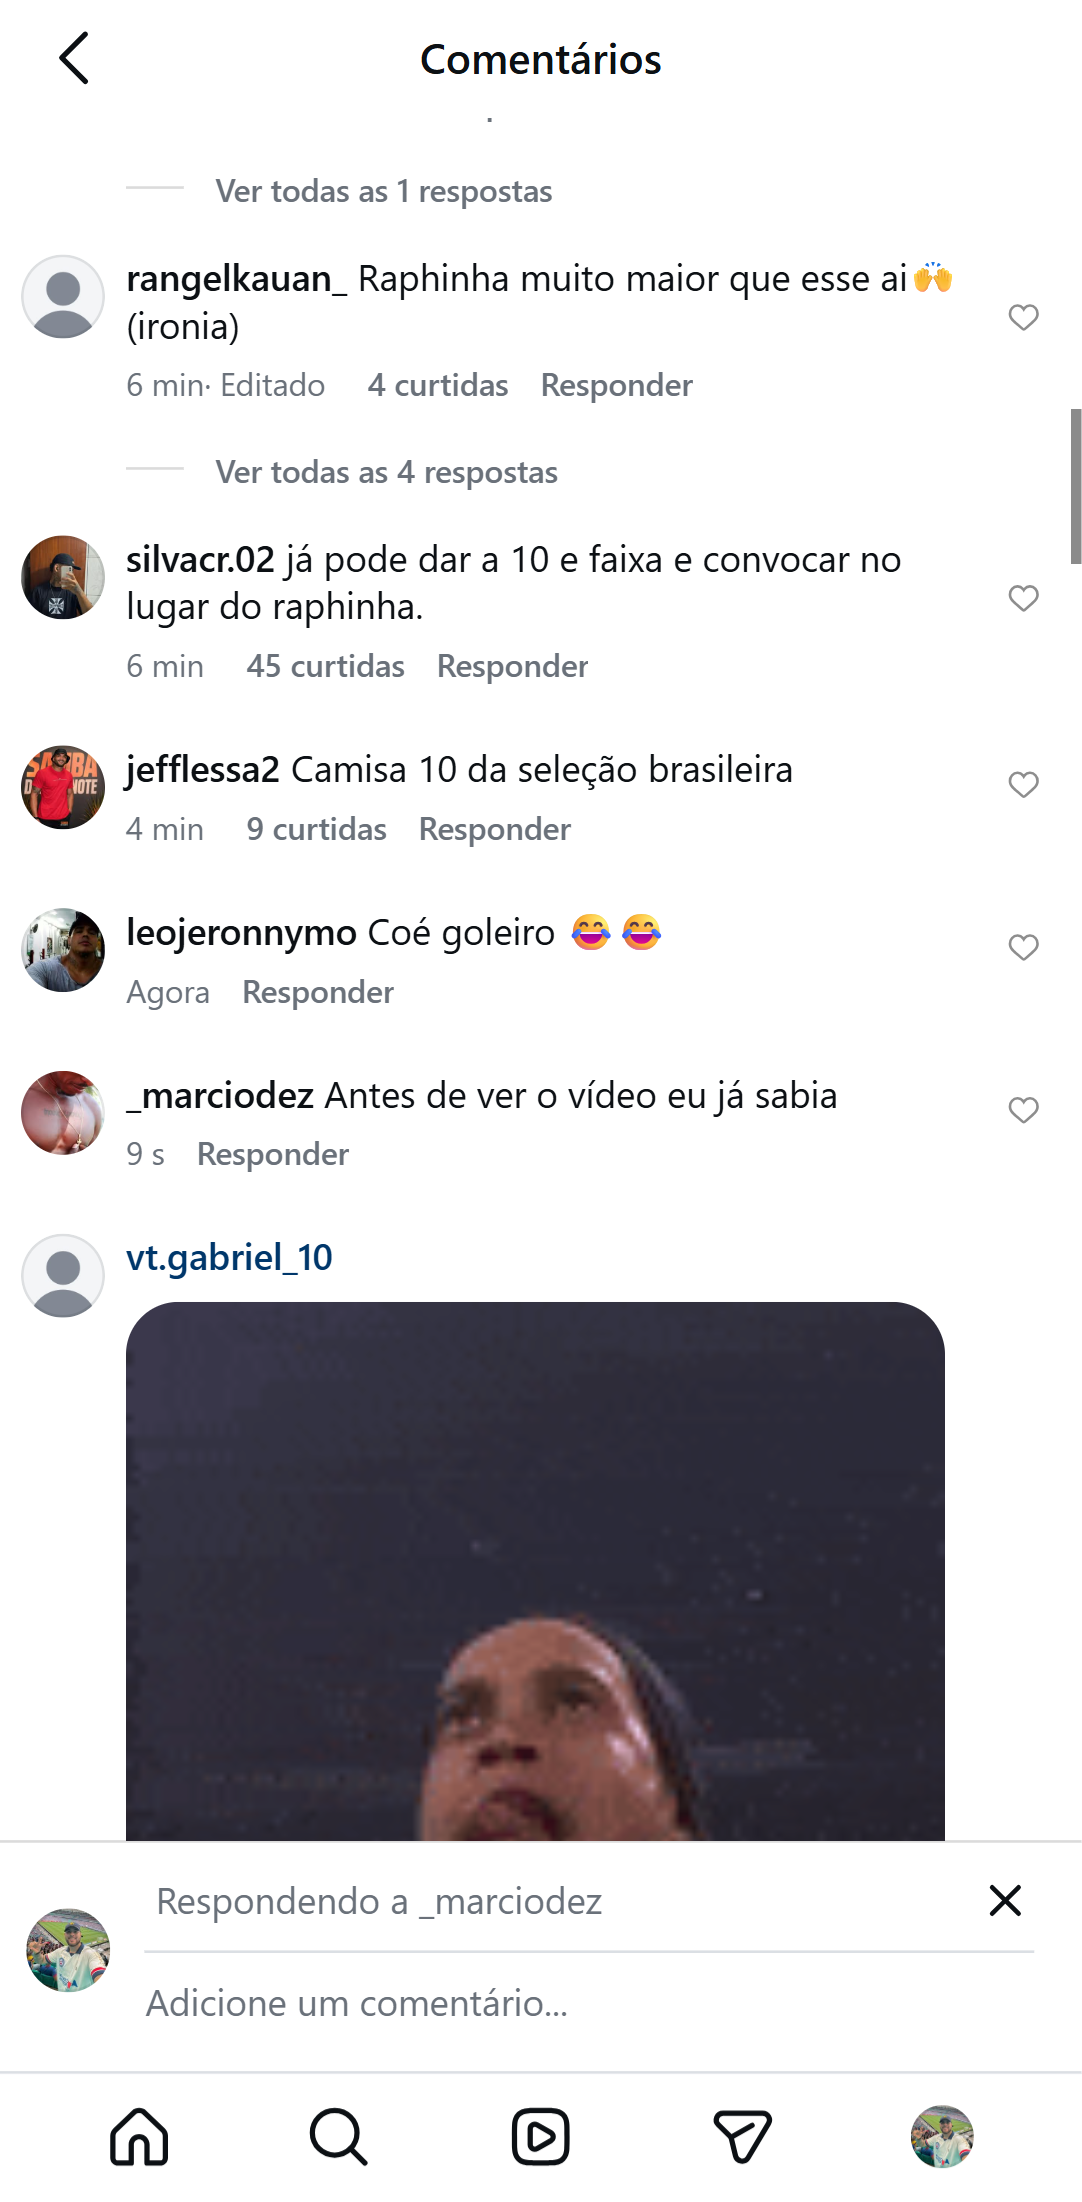 Comentários
Ver todas as 1 respostas
rangelkauan_ Raphinha muito maior que esse ai🙌
(ironia)
6 min· Editado 4 curtidas Responder
Ver todas as 4 respostas
silvacr.02 já pode dar a 10 e faixa e convocar no
lugar do raphinha.
6 min 45 curtidas Responder
jefflessa2 Camisa 10 da seleção brasileira
4 min 9 curtidas Responder
leojeronnymo Coé goleiro 😂😂
Agora Responder
_marciodez Antes de ver o vídeo eu já sabia
9 s Responder
vt.gabriel_10
Respondendo a _marciodez
Adicione um comentário...